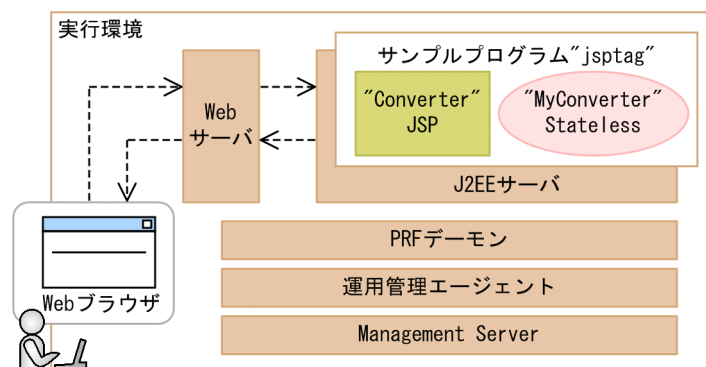 実行環境
サンプルプログラム"jsptag"
"Converter"
JSP
"MyConverter"
Stateless
Web
サーバ
J2EEサーバ
PRFデーモン
Webブラウザ
運用管理エージェント
Management Server